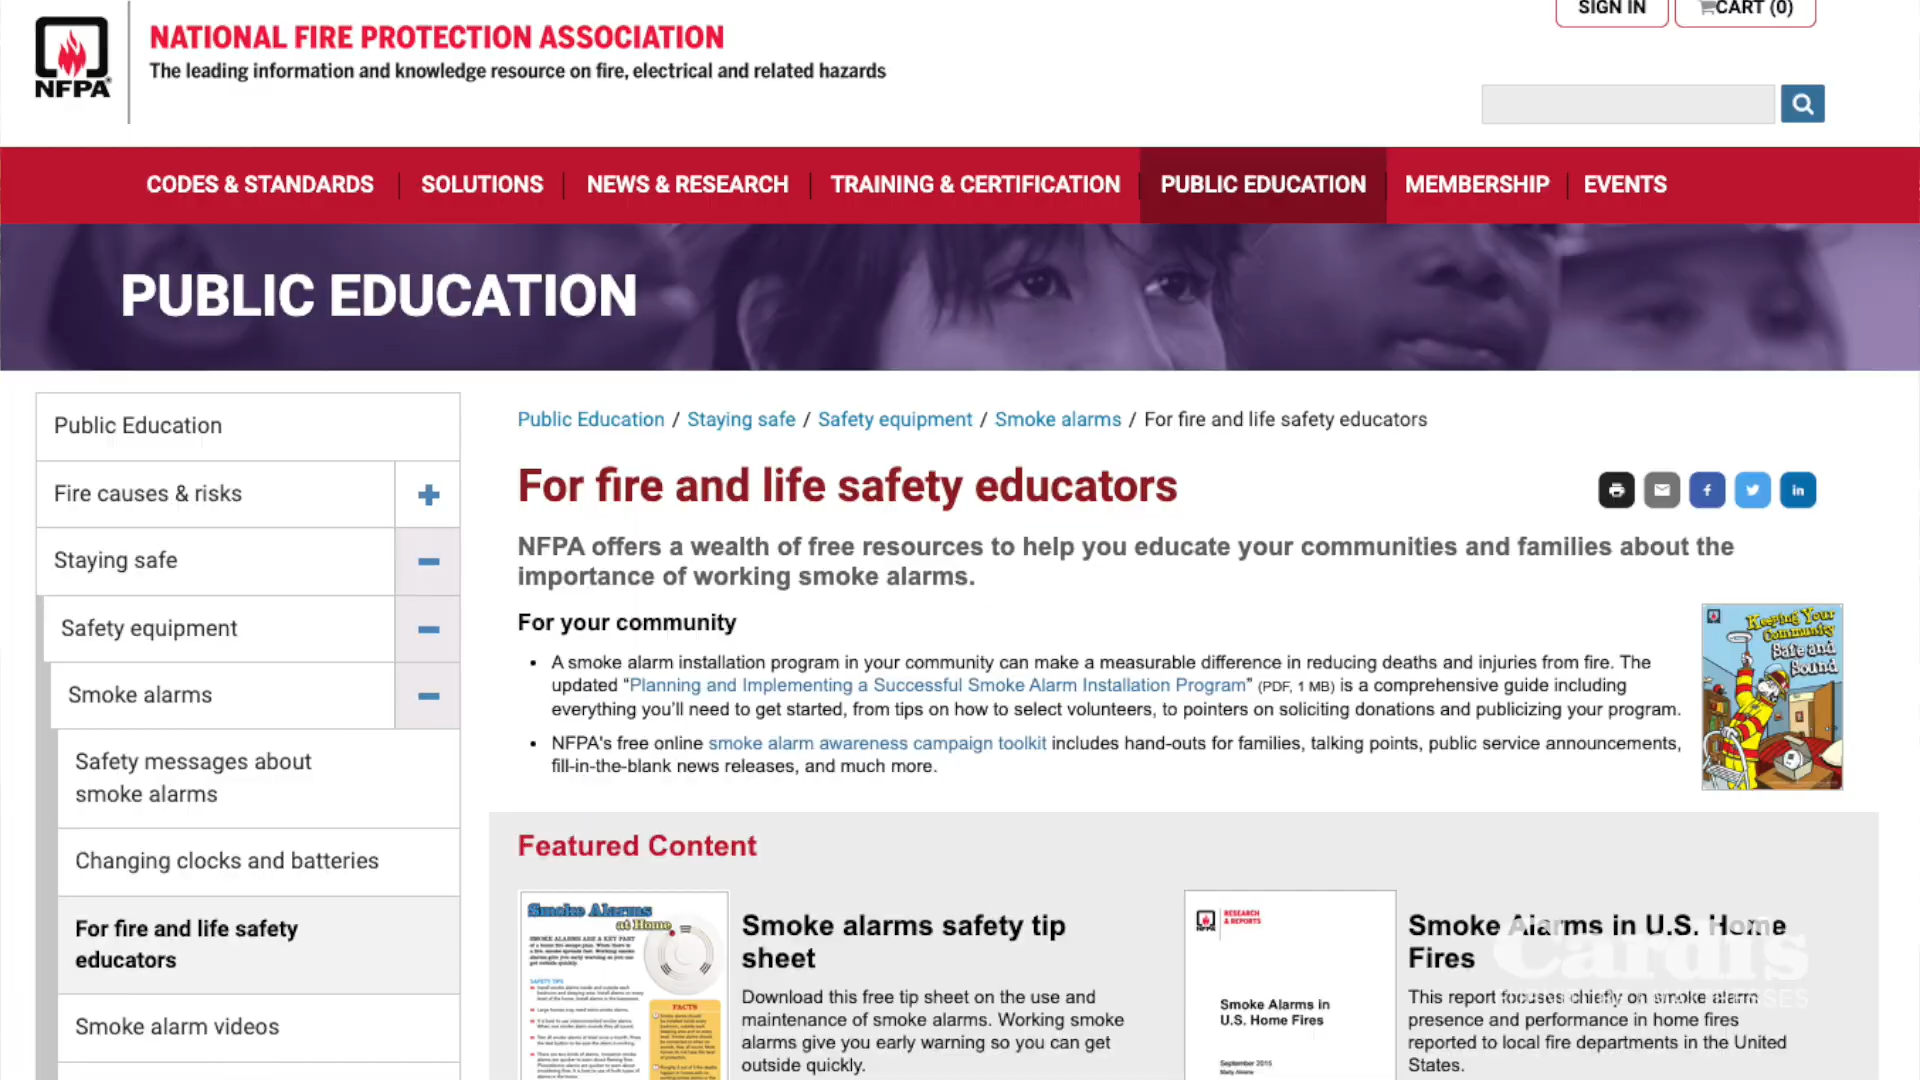 SIGN IN
CART (0)
NFPA
NATIONAL FIRE PROTECTION ASSOCIATION
The leading information and knowledge resource on fire, electrical and related hazards
CODES & STANDARDS
SOLUTIONS
NEWS & RESEARCH
TRAINING & CERTIFICATION
PUBLIC EDUCATION
MEMBERSHIP
EVENTS
PUBLIC EDUCATION
Public Education
Fire causes & risks
Staying safe
Safety equipment
Smoke alarms
Safety messages about
smoke alarms
Changing clocks and batteries
For fire and life safety
educators
Smoke alarm videos
Public Education / Staying safe / Safety equipment / Smoke alarms / For fire and life safety educators
For fire and life safety educators
NFPA offers a wealth of free resources to help you educate your communities and families about the
importance of working smoke alarms.
For your community
• A smoke alarm installation program in your community can make a measurable difference in reducing deaths and injuries from fire. The
updated “Planning and Implementing a Successful Smoke Alarm Installation Program” (PDF, 1 MB) is a comprehensive guide including
everything you’ll need to get started, from tips on how to select volunteers, to pointers on soliciting donations and publicizing your program.
• NFPA's free online smoke alarm awareness campaign toolkit includes hand-outs for families, talking points, public service announcements,
fill-in-the-blank news releases, and much more.
Keeping Your
Community
Safe and
Sound
Featured Content
Smoke Alarms
at Home
SMOKE ALARMS ARE A KEY PART
SAFETY TIPS
FACTS
Smoke alarms safety tip
sheet
Download this free tip sheet on the use and
maintenance of smoke alarms. Working smoke
alarms give you early warning so you can get
outside quickly.
RESEARCH
& REPORTS
NFPA
Smoke Alarms in
U.S. Home Fires
September 2015
Marty Ahrens
Smoke Alarms in U.S. Home
Fires
This report focuses chiefly on smoke alarm
presence and performance in home fires
reported to local fire departments in the United
States.
Cardi's